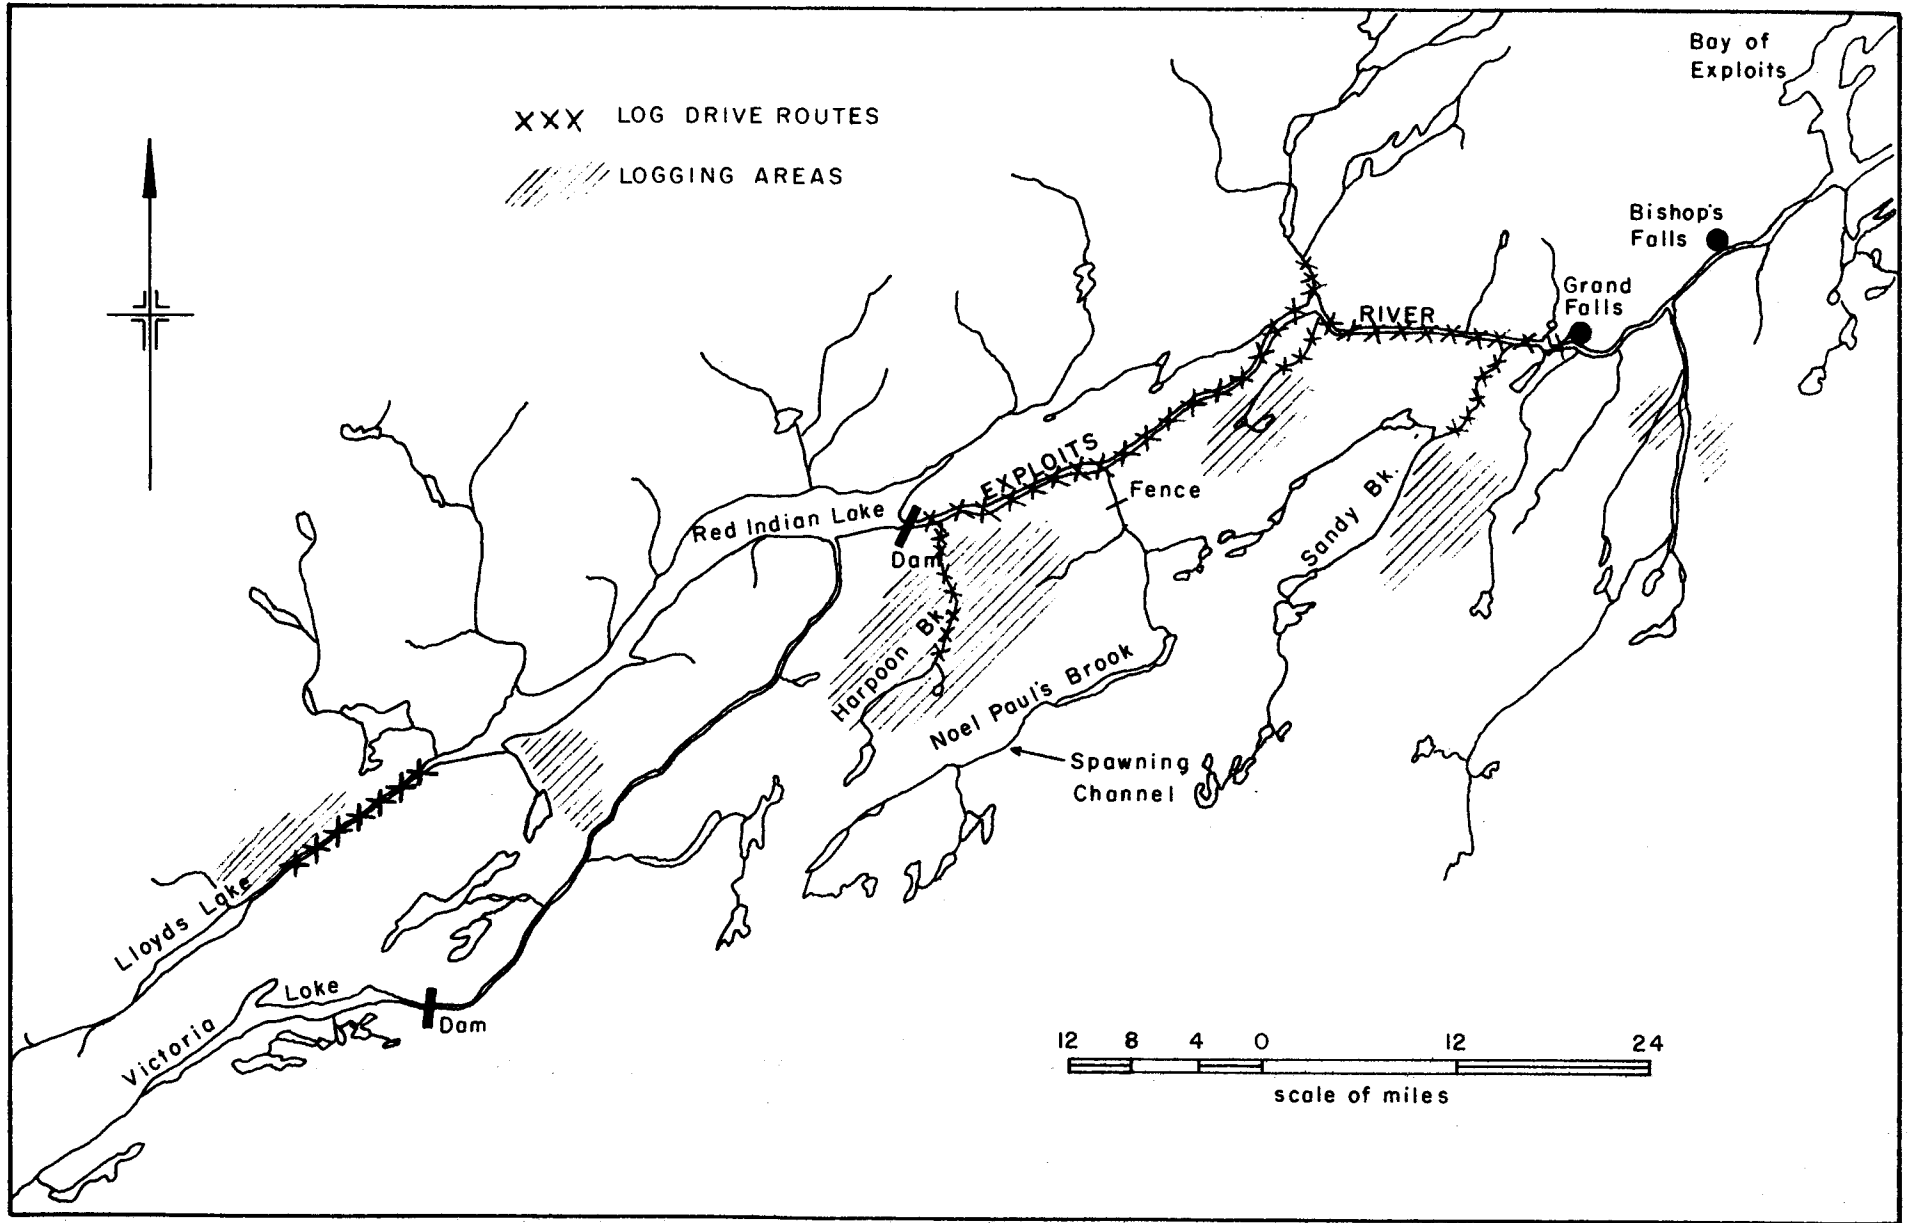 Bay of
Exploits
XXX LOG DRIVE ROUTES
LOGGING AREAS
Bishop's
Falls
Grand
Falls
RIVER
EXPLOITS
Fence
Red Indian Lake
Dam
Sandy Bk.
Harpoon Bk.
Noel Paul's Brook
Spawning
Channel
Lloyds Lake
Victoria Lake
Dam
12 8 4 0 12 24
scale of miles